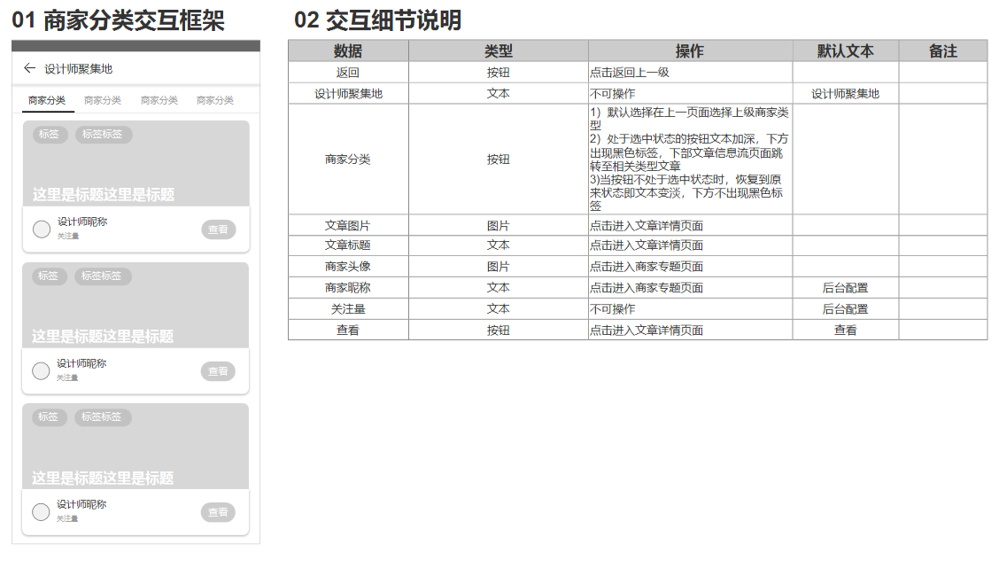 01 商家分类交互框架
设计师聚集地
商家分类 商家分类 商家分类 商家分类
标签 标签标签
这里是标题这里是标题
设计师昵称
关注量
查看
标签 标签标签
这里是标题这里是标题
设计师昵称
关注量
查看
标签 标签标签
这里是标题这里是标题
设计师昵称
关注量
查看
02 交互细节说明
数据 类型 操作 默认文本 备注
返回 按钮 点击返回上一级
设计师聚集地 文本 不可操作 设计师聚集地
商家分类 按钮
1）默认选择在上一页面选择上级商家类
型
2）处于选中状态的按钮文本加深，下方
出现黑色标签，下部文章信息流页面跳
转至相关类型文章
3)当按钮不处于选中状态时，恢复到原
来状态即文本变淡，下方不出现黑色标
签
文章图片 图片 点击进入文章详情页面
文章标题 文本 点击进入文章详情页面
商家头像 图片 点击进入商家专题页面
商家昵称 文本 点击进入商家专题页面 后台配置
关注量 文本 不可操作 后台配置
查看 按钮 点击进入文章详情页面 查看